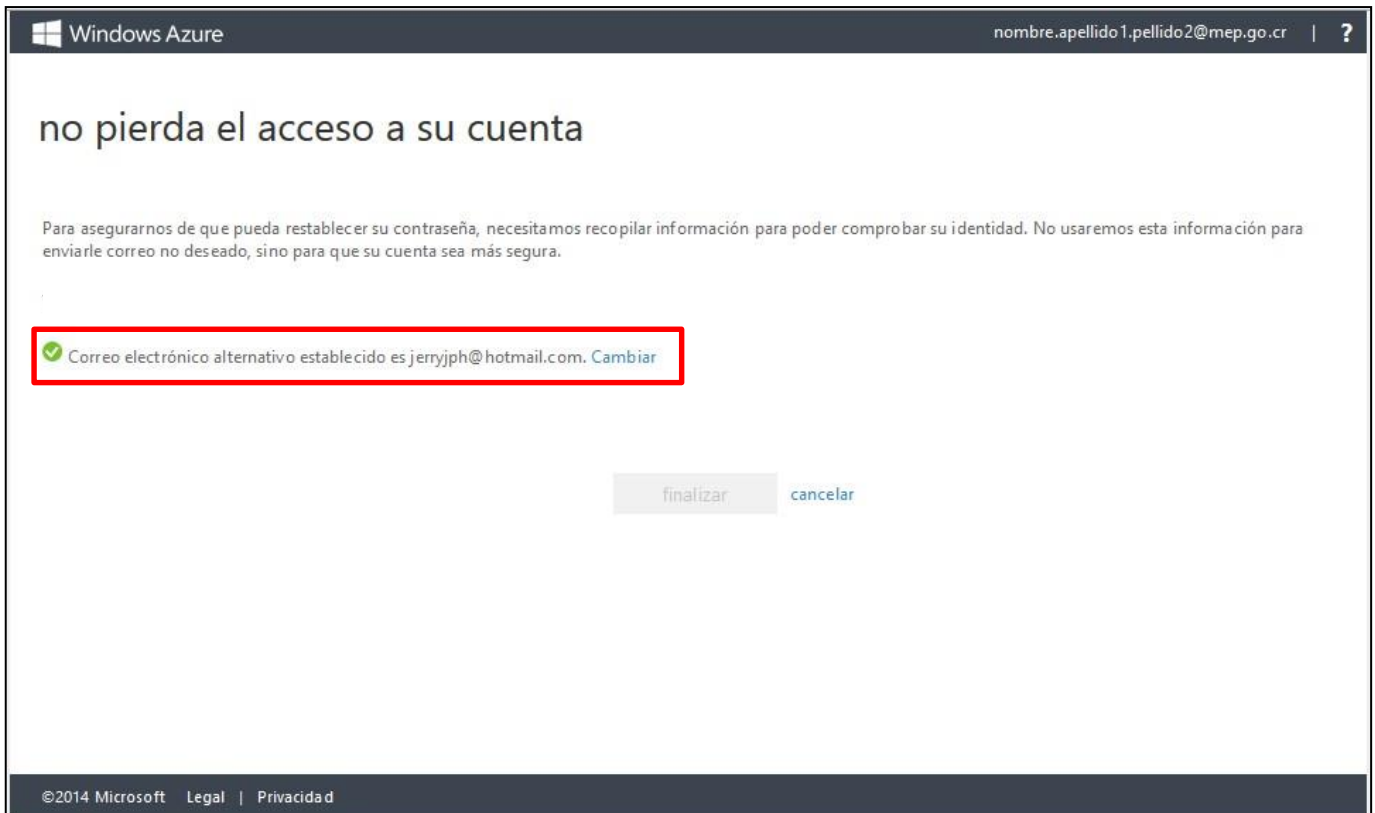 Windows Azure
nombre.apellido1.pellido2@mep.go.cr | ?
no pierda el acceso a su cuenta
Para asegurarnos de que pueda restablecer su contraseña, necesitamos recopilar información para poder comprobar su identidad. No usaremos esta información para
enviarle correo no deseado, sino para que su cuenta sea más segura.
Correo electrónico alternativo establecido es jerryjph@hotmail.com. Cambiar
finalizar cancelar
©2014 Microsoft Legal | Privacidad